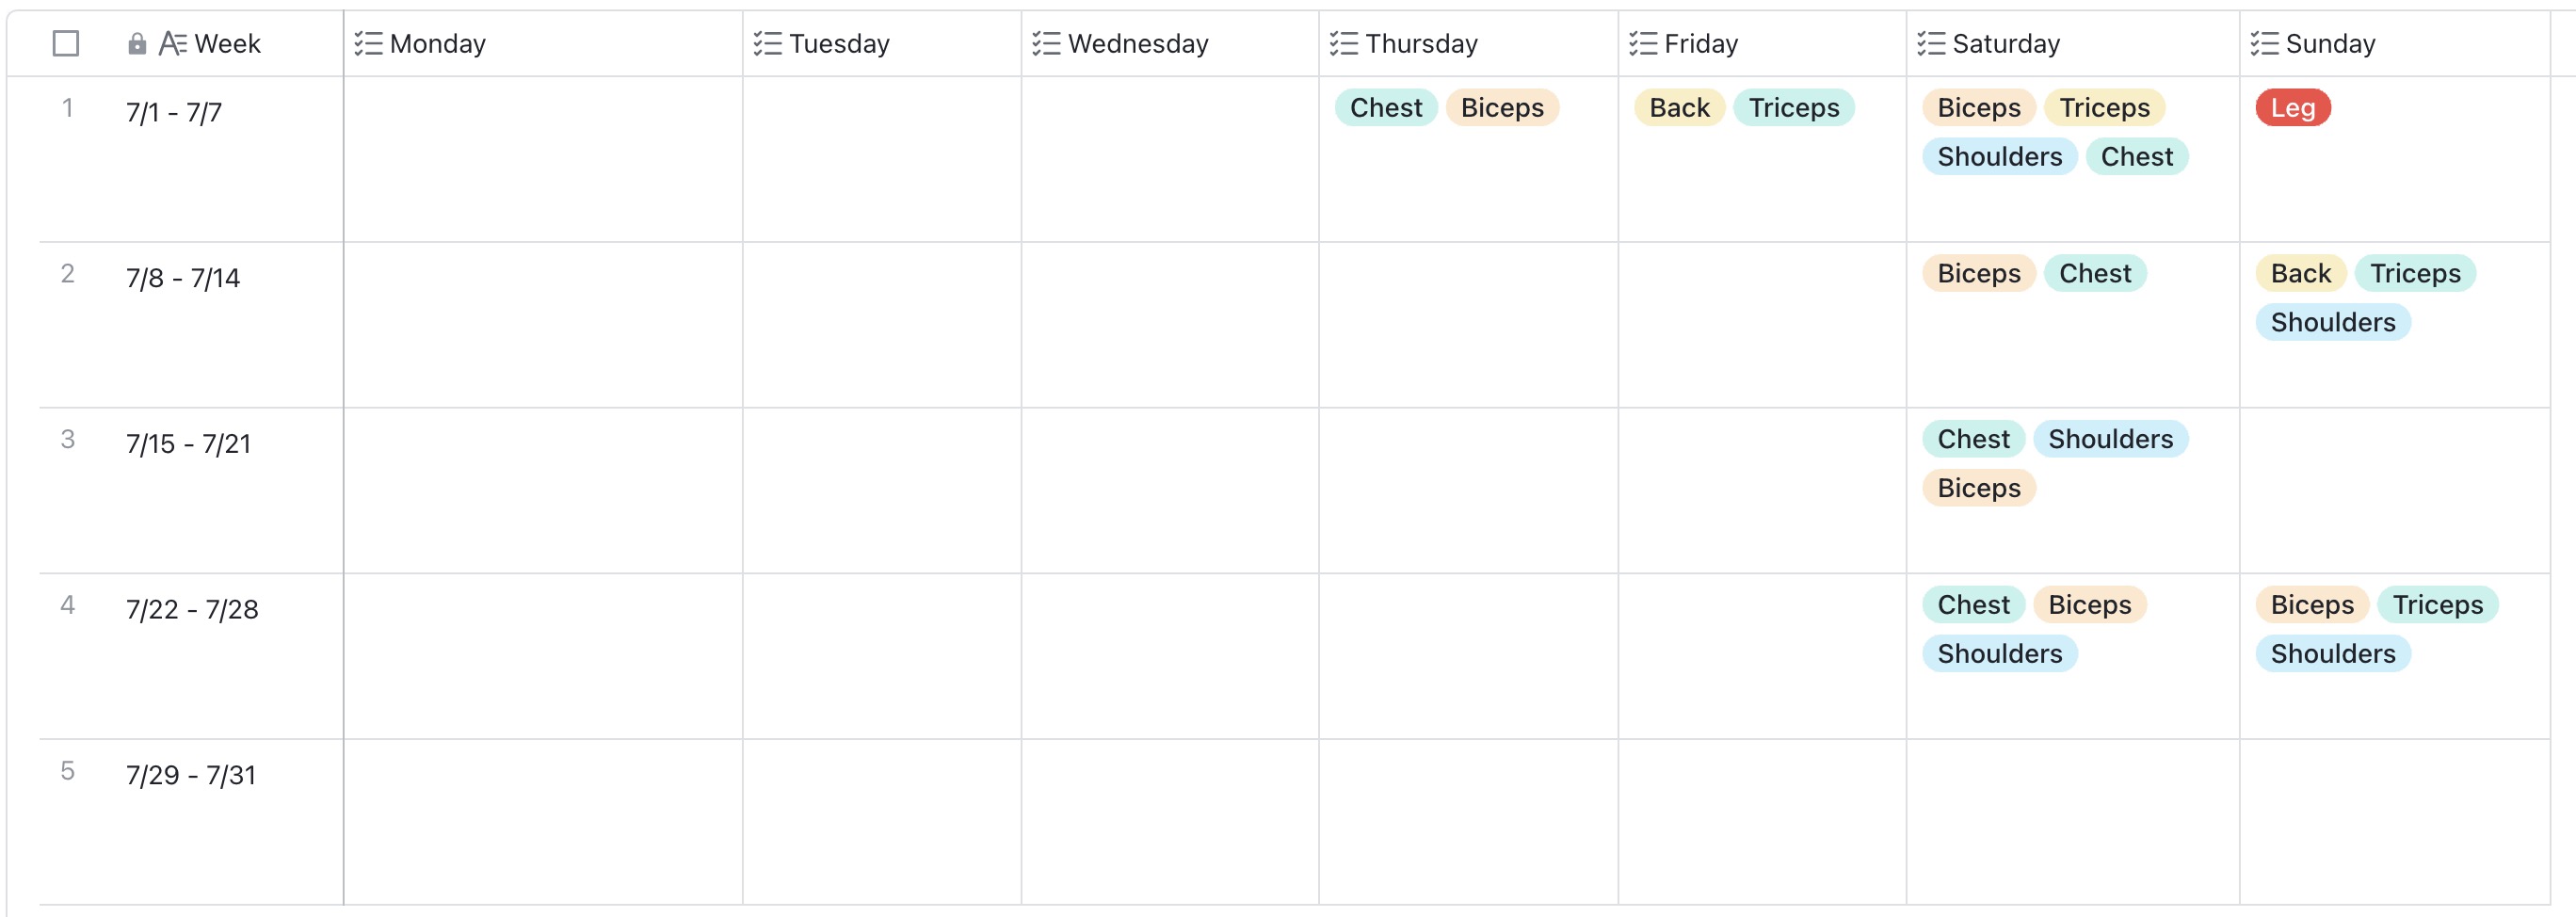 Week Monday Tuesday Wednesday Thursday Friday Saturday Sunday
1 7/1 - 7/7 Chest Biceps Back Triceps Biceps Triceps Leg
Shoulders Chest
2 7/8 - 7/14 Biceps Chest Back Triceps
Shoulders
3 7/15 - 7/21 Chest Shoulders
Biceps
4 7/22 - 7/28 Chest Biceps Biceps Triceps
Shoulders Shoulders
5 7/29 - 7/31